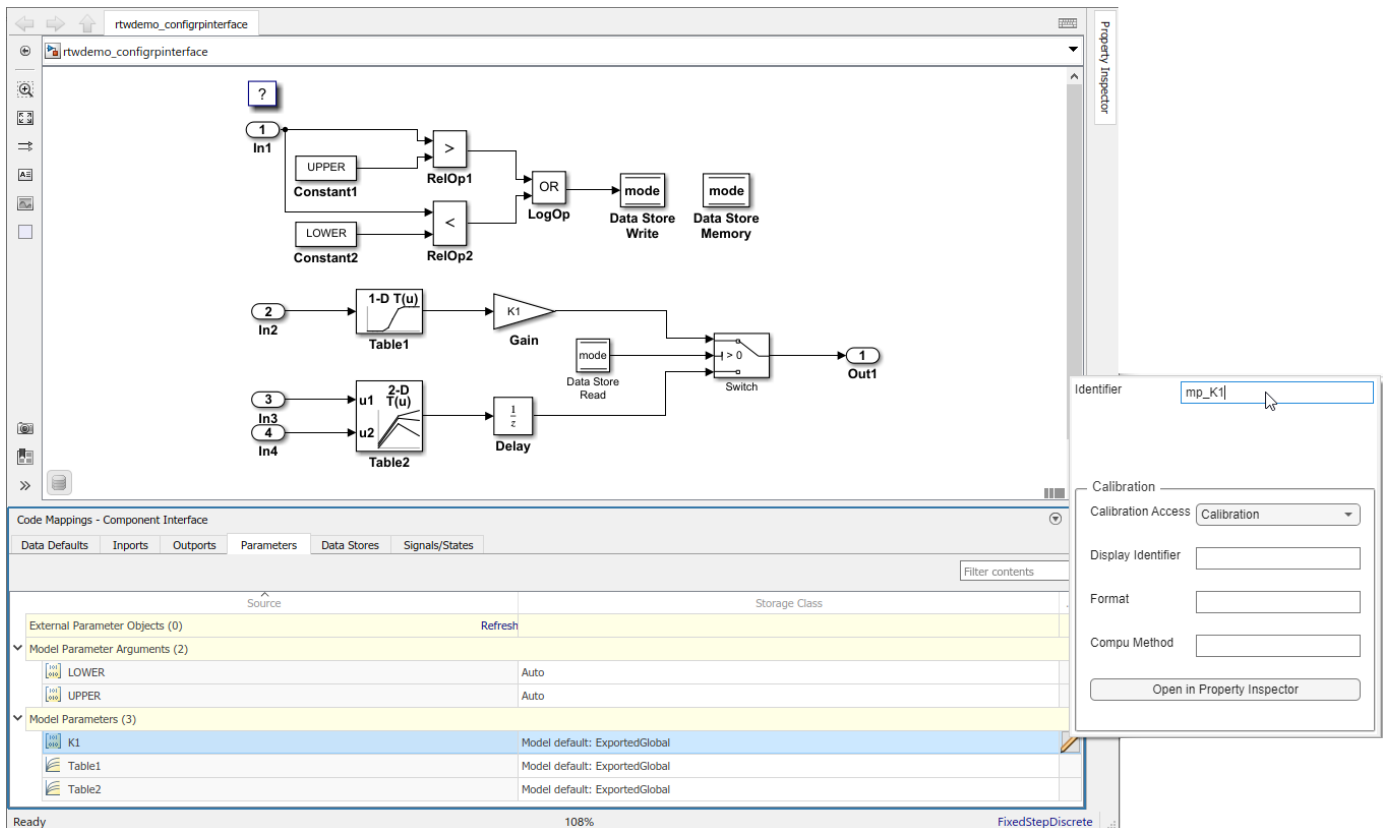 rtwdemo_configrpinterface
rtwdemo_configrpinterface
Property Inspector
?
1
In1
UPPER
Constant1
>
RelOp1
LOWER
Constant2
<
RelOp2
OR
LogOp
mode
Data Store
Write
mode
Data Store
Memory
2
In2
1-D T(u)
Table1
K1
Gain
mode
Data Store
Read
> 0
Switch
1
Out1
3
In3
4
In4
u1
u2
2-D
T(u)
Table2
1
z
Delay
Identifier
mp_K1
Calibration
Calibration Access
Calibration
Display Identifier
Format
Compu Method
Open in Property Inspector
Code Mappings - Component Interface
Data Defaults Inports Outports Parameters Data Stores Signals/States
Filter contents
Source Storage Class
External Parameter Objects (0) Refresh
Model Parameter Arguments (2)
LOWER Auto
UPPER Auto
Model Parameters (3)
K1 Model default: ExportedGlobal
Table1 Model default: ExportedGlobal
Table2 Model default: ExportedGlobal
Ready 108% FixedStepDiscrete